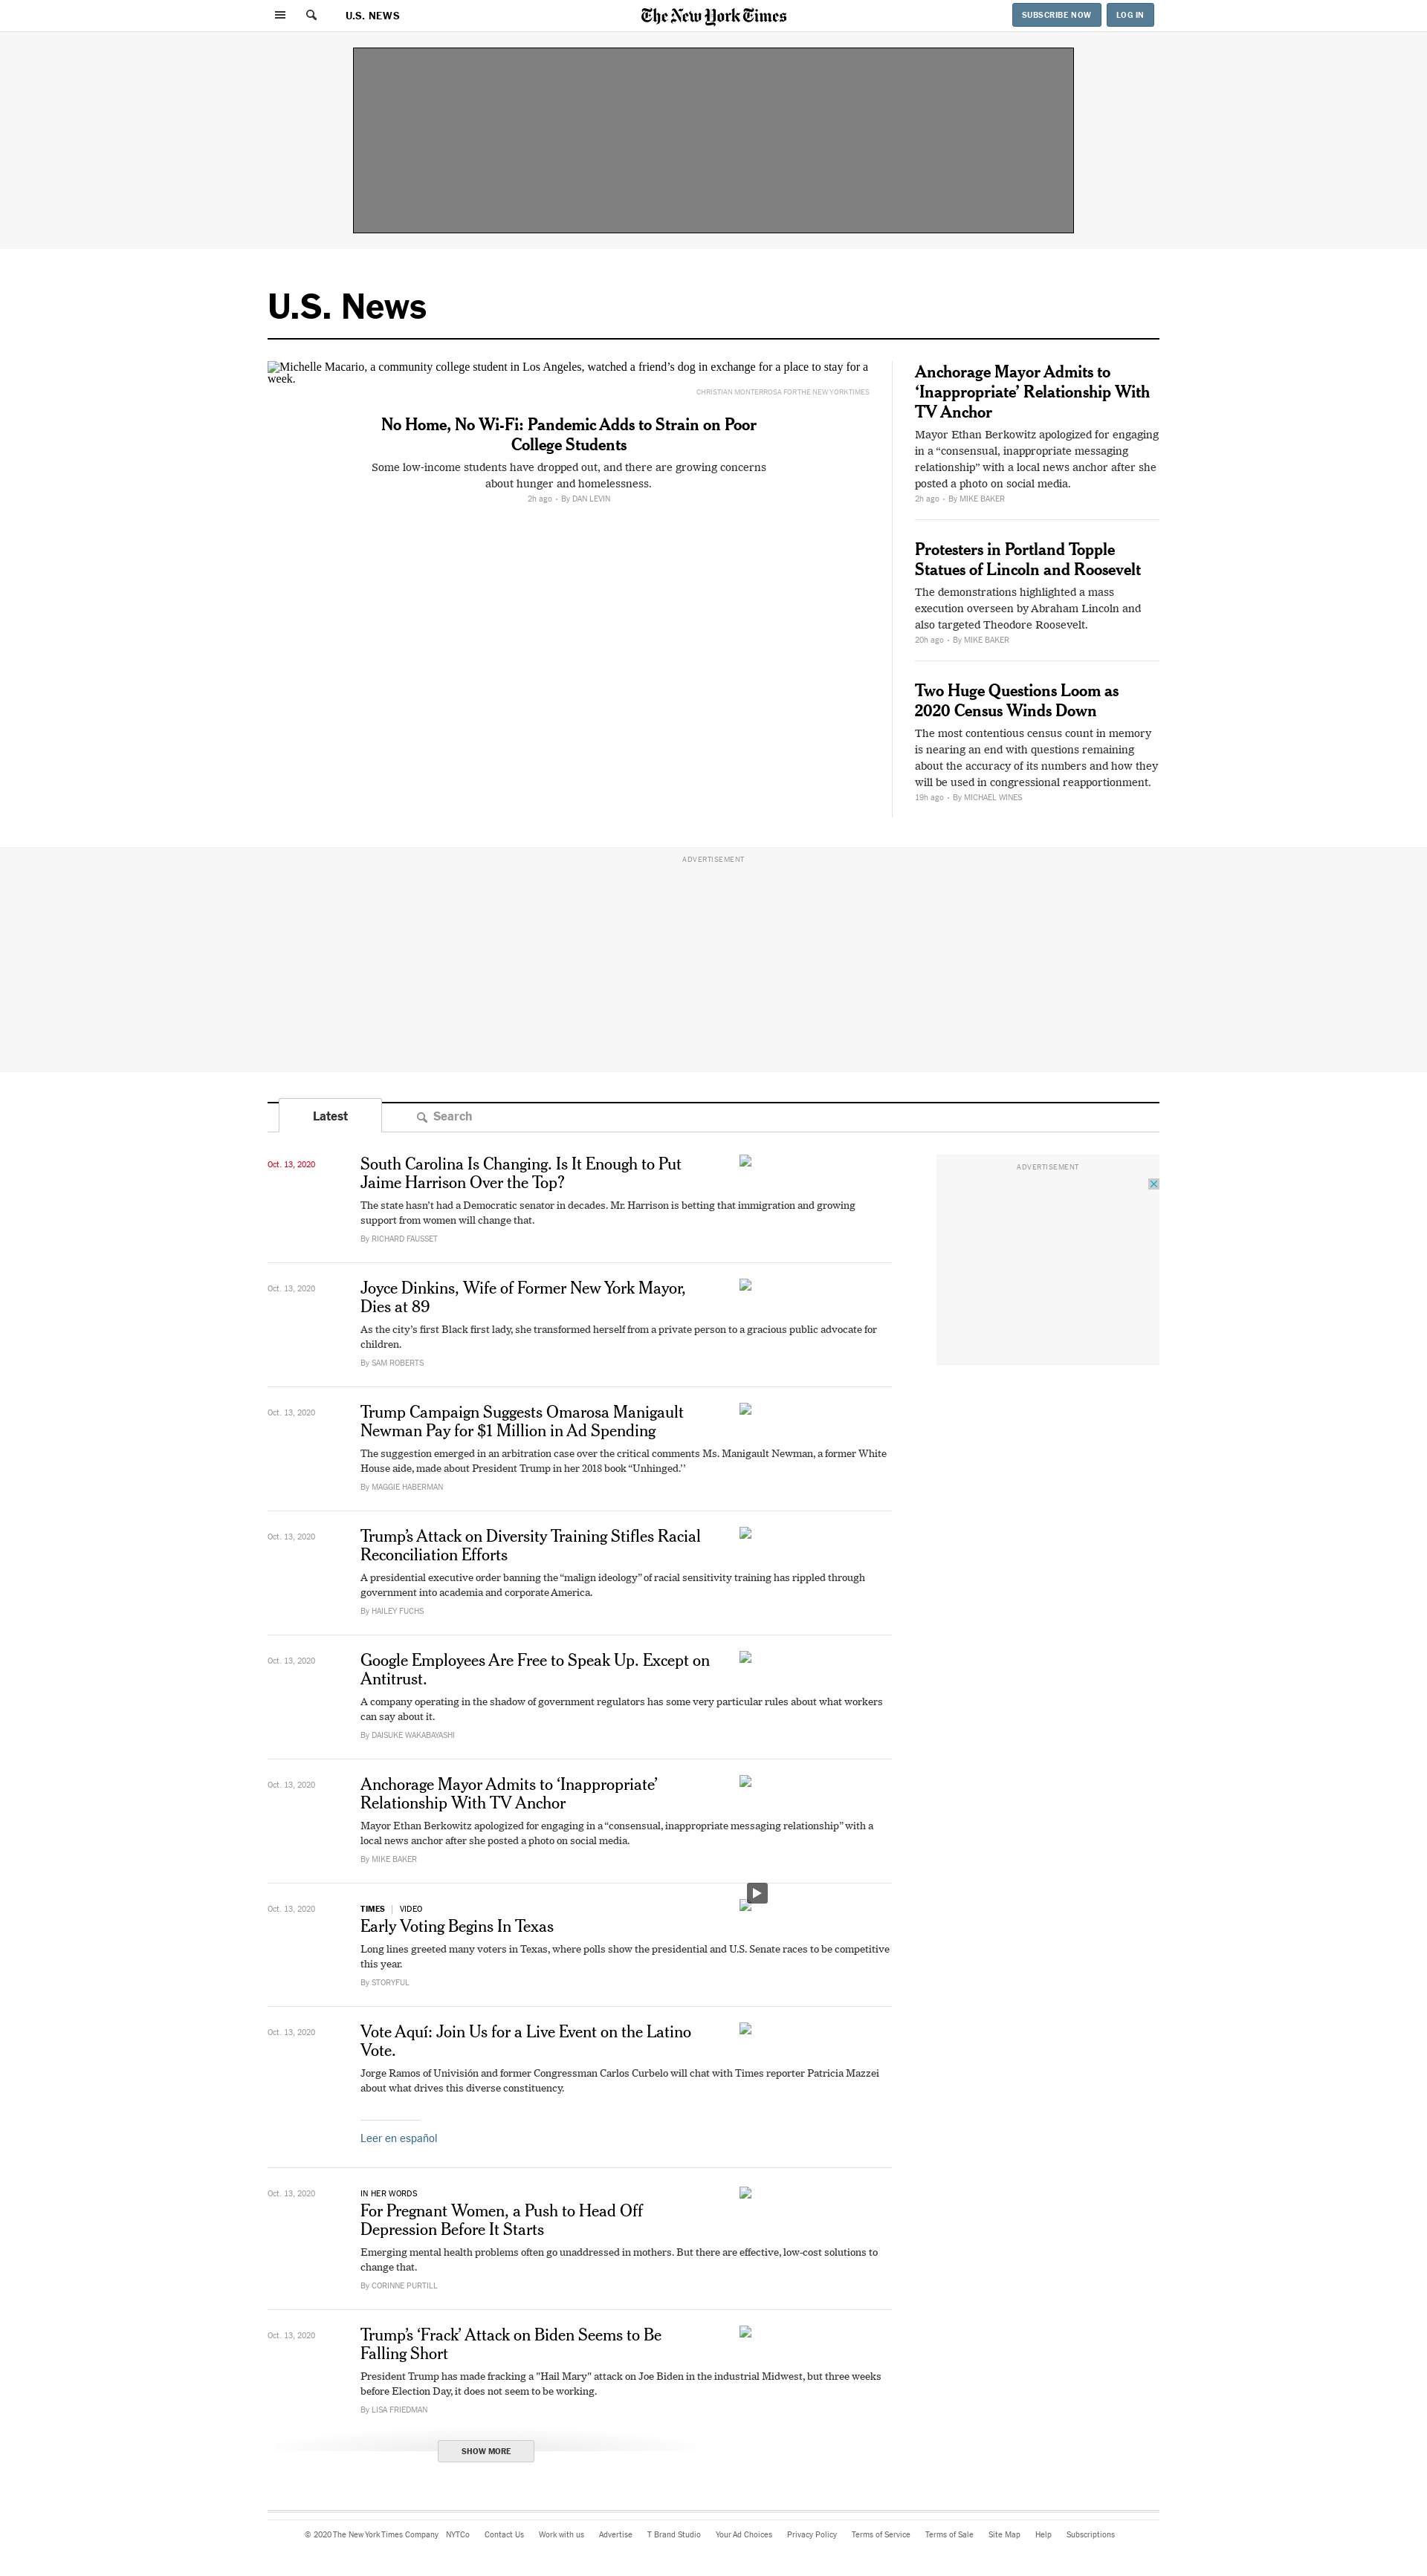 U.S. NEWS
The New York Times
SUBSCRIBE NOW
LOG IN
U.S. News
Michelle Macario, a community college student in Los Angeles, watched a friend’s dog in exchange for a place to stay for a
week.
CHRISTIAN MONTERROSA FOR THE NEW YORK TIMES
No Home, No Wi-Fi: Pandemic Adds to Strain on Poor
College Students
Some low-income students have dropped out, and there are growing concerns
about hunger and homelessness.
2h ago • By DAN LEVIN
Anchorage Mayor Admits to
‘Inappropriate’ Relationship With
TV Anchor
Mayor Ethan Berkowitz apologized for engaging
in a “consensual, inappropriate messaging
relationship” with a local news anchor after she
posted a photo on social media.
2h ago • By MIKE BAKER
Protesters in Portland Topple
Statues of Lincoln and Roosevelt
The demonstrations highlighted a mass
execution overseen by Abraham Lincoln and
also targeted Theodore Roosevelt.
20h ago • By MIKE BAKER
Two Huge Questions Loom as
2020 Census Winds Down
The most contentious census count in memory
is nearing an end with questions remaining
about the accuracy of its numbers and how they
will be used in congressional reapportionment.
19h ago • By MICHAEL WINES
ADVERTISEMENT
Latest
Search
Oct. 13, 2020
South Carolina Is Changing. Is It Enough to Put
Jaime Harrison Over the Top?
The state hasn’t had a Democratic senator in decades. Mr. Harrison is betting that immigration and growing
support from women will change that.
By RICHARD FAUSSET
ADVERTISEMENT
Oct. 13, 2020
Joyce Dinkins, Wife of Former New York Mayor,
Dies at 89
As the city’s first Black first lady, she transformed herself from a private person to a gracious public advocate for
children.
By SAM ROBERTS
Oct. 13, 2020
Trump Campaign Suggests Omarosa Manigault
Newman Pay for $1 Million in Ad Spending
The suggestion emerged in an arbitration case over the critical comments Ms. Manigault Newman, a former White
House aide, made about President Trump in her 2018 book “Unhinged.’’
By MAGGIE HABERMAN
Oct. 13, 2020
Trump’s Attack on Diversity Training Stifles Racial
Reconciliation Efforts
A presidential executive order banning the “malign ideology” of racial sensitivity training has rippled through
government into academia and corporate America.
By HAILEY FUCHS
Oct. 13, 2020
Google Employees Are Free to Speak Up. Except on
Antitrust.
A company operating in the shadow of government regulators has some very particular rules about what workers
can say about it.
By DAISUKE WAKABAYASHI
Oct. 13, 2020
Anchorage Mayor Admits to ‘Inappropriate’
Relationship With TV Anchor
Mayor Ethan Berkowitz apologized for engaging in a “consensual, inappropriate messaging relationship” with a
local news anchor after she posted a photo on social media.
By MIKE BAKER
Oct. 13, 2020
TIMES | VIDEO
Early Voting Begins In Texas
Long lines greeted many voters in Texas, where polls show the presidential and U.S. Senate races to be competitive
this year.
By STORYFUL
Oct. 13, 2020
Vote Aquí: Join Us for a Live Event on the Latino
Vote.
Jorge Ramos of Univisión and former Congressman Carlos Curbelo will chat with Times reporter Patricia Mazzei
about what drives this diverse constituency.
Leer en español
Oct. 13, 2020
IN HER WORDS
For Pregnant Women, a Push to Head Off
Depression Before It Starts
Emerging mental health problems often go unaddressed in mothers. But there are effective, low-cost solutions to
change that.
By CORINNE PURTILL
Oct. 13, 2020
Trump’s ‘Frack’ Attack on Biden Seems to Be
Falling Short
President Trump has made fracking a "Hail Mary" attack on Joe Biden in the industrial Midwest, but three weeks
before Election Day, it does not seem to be working.
By LISA FRIEDMAN
SHOW MORE
© 2020 The New York Times Company NYTCo Contact Us Work with us Advertise T Brand Studio Your Ad Choices Privacy Policy Terms of Service Terms of Sale Site Map Help Subscriptions